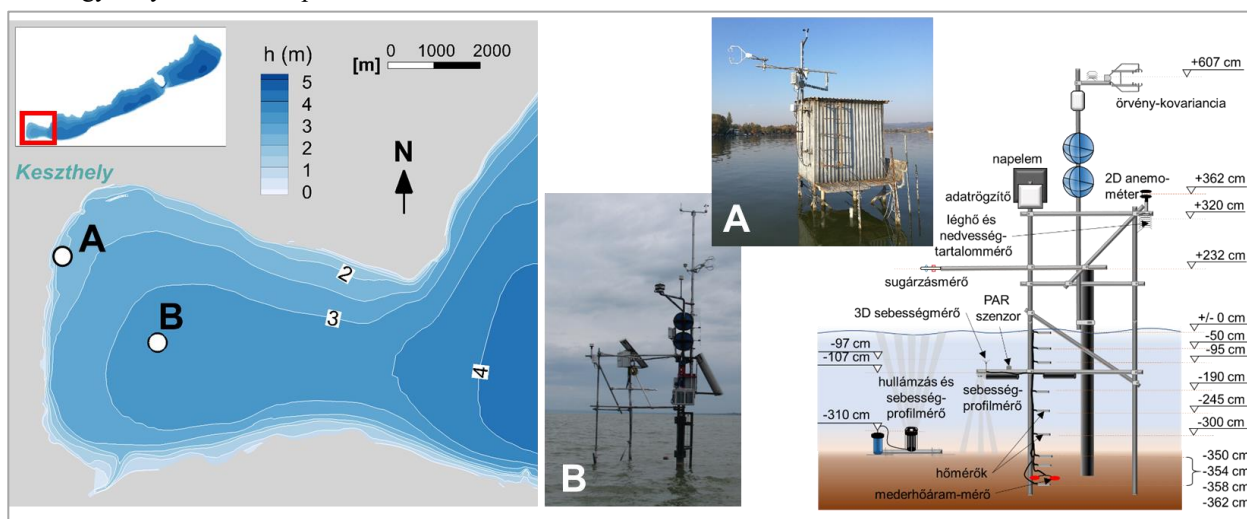 h (m)
5
4
3
2
1
0
0 1000 2000
[m]
N
Keszthely
A
B
2
3
4
A
B
+607 cm
örvény-kovariancia
napelem
adatrögzítő
2D anemo-
méter
+362 cm
+320 cm
léghő és
nedvesség-
tartalommérő
+232 cm
sugárzásmérő
3D sebességmérő
PAR
szenzor
+/- 0 cm
-50 cm
-95 cm
-97 cm
-107 cm
-190 cm
hullámzás és
sebesség-
profilmérő
sebesség-
profilmérő
-245 cm
-310 cm
-300 cm
hőmérők
mederhőáram-mérő
-350 cm
-354 cm
-358 cm
-362 cm